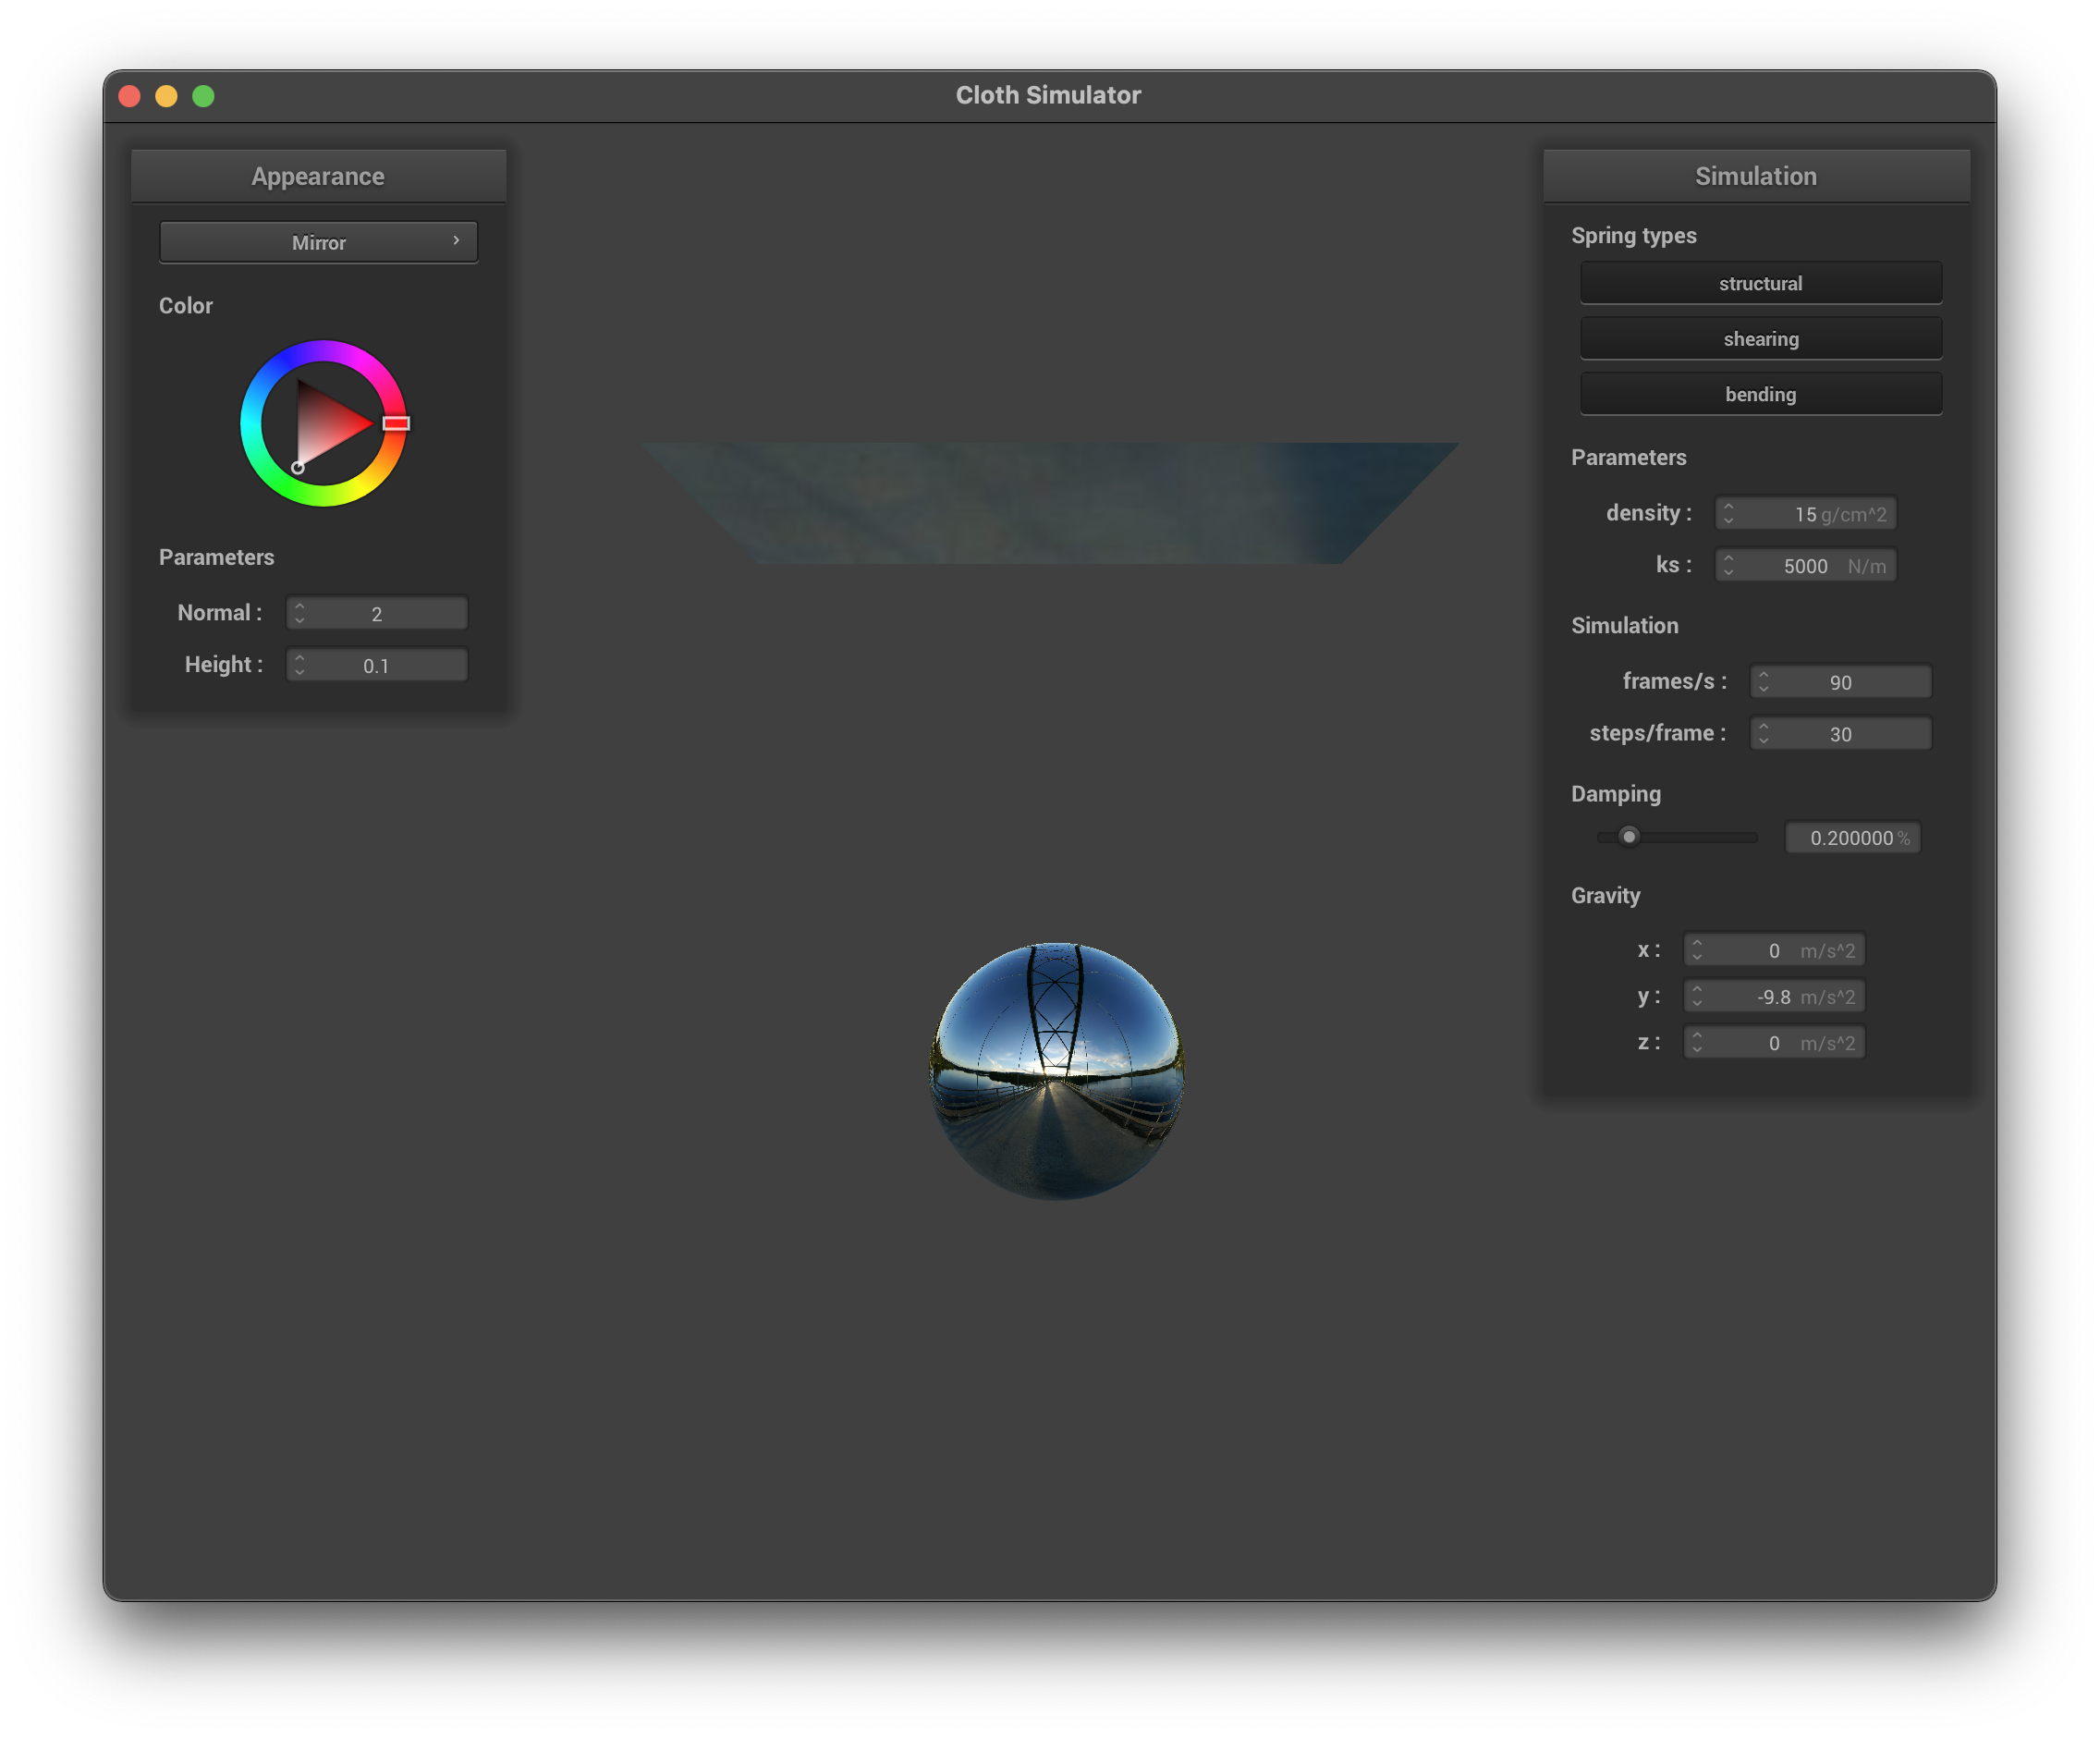 Cloth Simulator
Appearance
Mirror
Color
Parameters
Normal : 2
Height : 0.1
Simulation
Spring types
structural
shearing
bending
Parameters
density : 15 g/cm^2
ks : 5000 N/m
Simulation
frames/s : 90
steps/frame : 30
Damping
0.200000 %
Gravity
x : 0 m/s^2
y : -9.8 m/s^2
z : 0 m/s^2